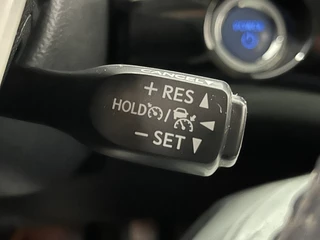 CANCEL
+ RES
HOLD /
− SET